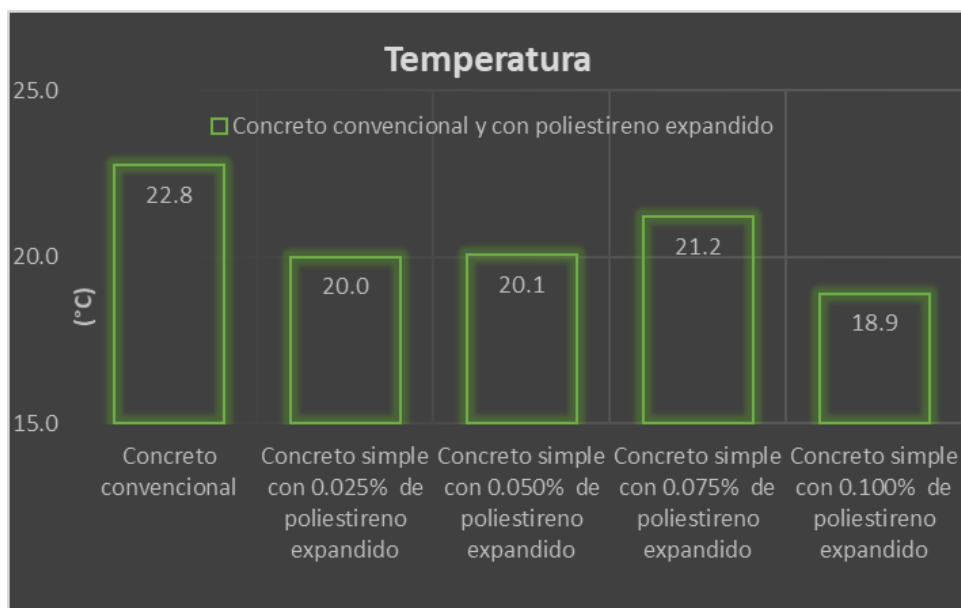 Temperatura
25.0
Concreto convencional y con poliestireno expandido
22.8
20.0
20.1
21.2
18.9
20.0
(°C)
15.0
Concreto convencional
Concreto simple con 0.025% de poliestireno expandido
Concreto simple con 0.050% de poliestireno expandido
Concreto simple con 0.075% de poliestireno expandido
Concreto simple con 0.100% de poliestireno expandido